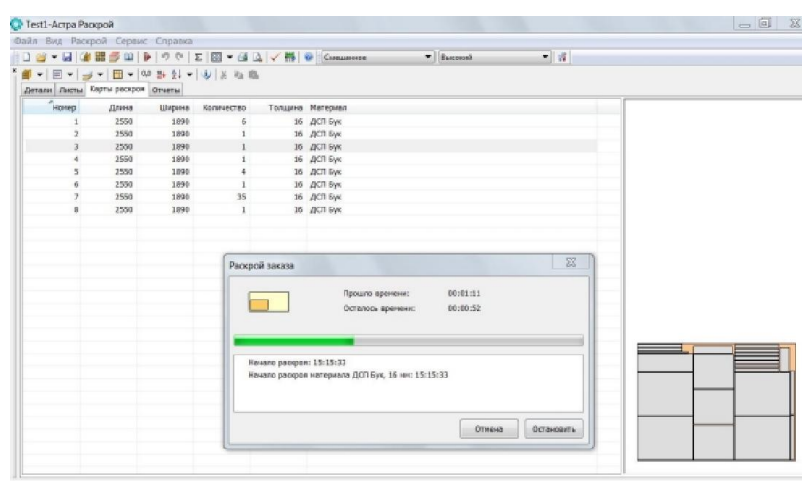 Test1-Астра Раскрой
Файл Вид Раскрой Сервис Справка
Смешанное Высокий
Детали Листы Карты раскроя Отчеты
Номер Длина Ширина Количество Толщина Материал
1 2550 1890 6 16 ДСП Бук
2 2550 1890 1 16 ДСП Бук
3 2550 1890 1 16 ДСП Бук
4 2550 1890 1 16 ДСП Бук
5 2550 1890 4 16 ДСП Бук
6 2550 1890 1 16 ДСП Бук
7 2550 1890 35 16 ДСП Бук
8 2550 1890 1 16 ДСП Бук
Раскрой заказа
Прошло времени: 00:01:11
Осталось времени: 00:00:52
Начало раскроя: 15:15:33
Начало раскроя материала ДСП Бук, 16 мм: 15:15:33
Отмена Остановить